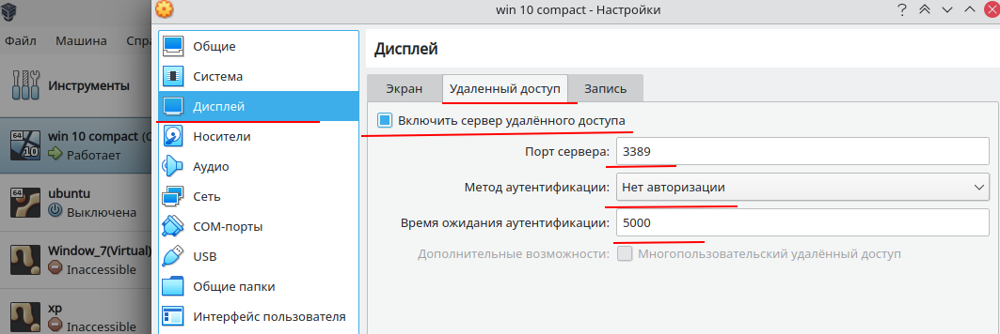 win 10 compact - Настройки
Файл Машина Спра
Инструменты
64
10
win 10 compact (
Работает
64
ubuntu
Выключена
Window_7(Virtual)
Inaccessible
xp
Inaccessible
Общие
Система
Дисплей
Носители
Аудио
Сеть
COM-порты
USB
Общие папки
Интерфейс пользователя
Дисплей
Экран Удаленный доступ Запись
Включить сервер удалённого доступа
Порт сервера: 3389
Метод аутентификации: Нет авторизации
Время ожидания аутентификации: 5000
Дополнительные возможности: Многопользовательский удалённый доступ